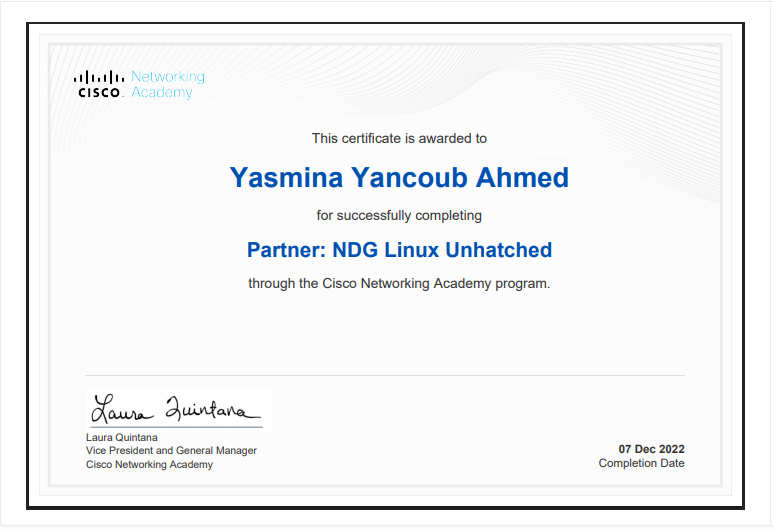 Networking
CISCO. Academy
This certificate is awarded to
Yasmina Yancoub Ahmed
for successfully completing
Partner: NDG Linux Unhatched
through the Cisco Networking Academy program.
Laura Quintana
Laura Quintana
Vice President and General Manager
Cisco Networking Academy
07 Dec 2022
Completion Date